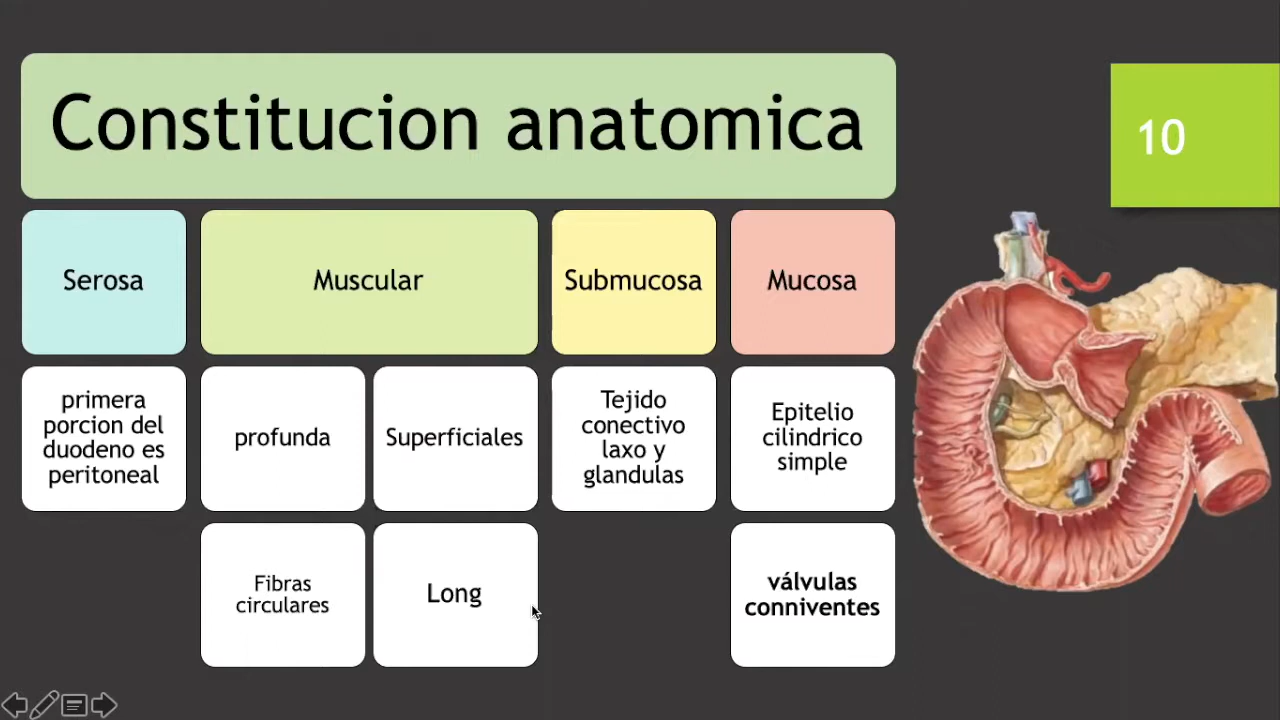 Constitucion anatomica
10
Serosa
Muscular
Submucosa
Mucosa
primera
porcion del
duodeno es
peritoneal
profunda
Superficiales
Tejido
conectivo
laxo y
glandulas
Epitelio
cilindrico
simple
Fibras
circulares
Long
válvulas
conniventes